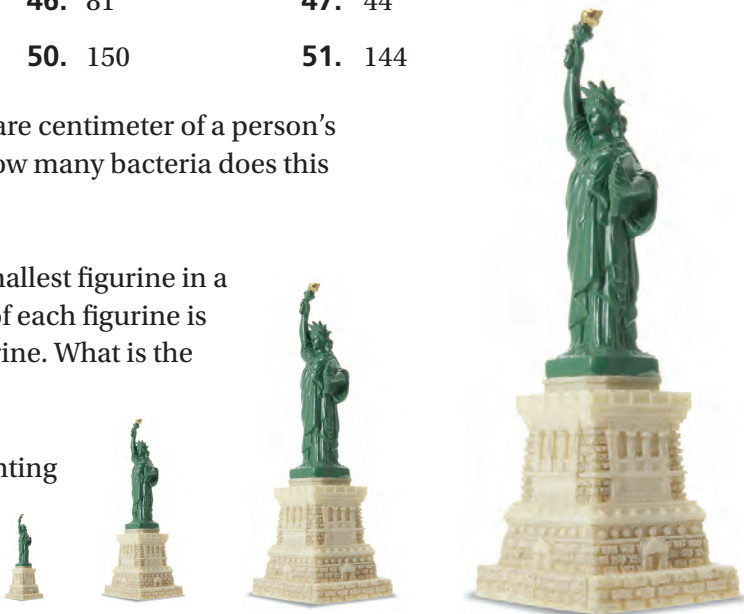 46. 81 47. 44
50. 150 51. 144
are centimeter of a person's
ow many bacteria does this
mallest figurine in a
of each figurine is
rine. What is the
nting